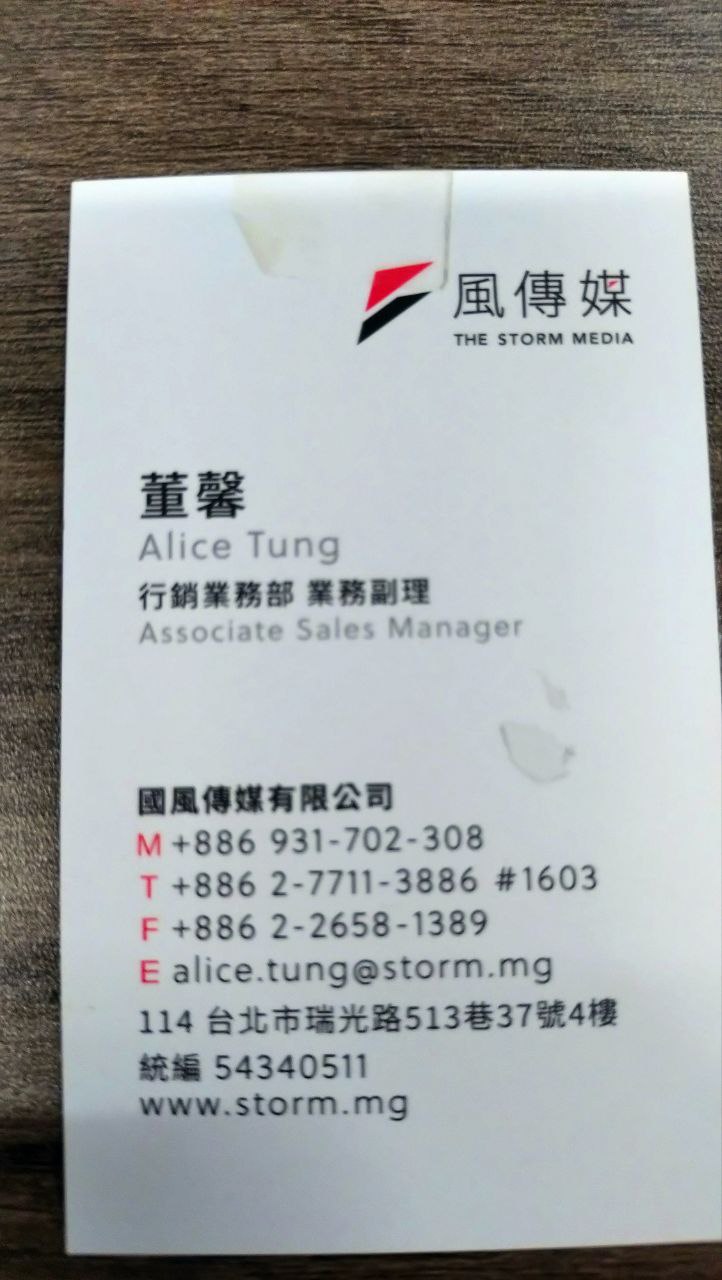 風傳媒
THE STORM MEDIA
董馨
Alice Tung
行銷業務部 業務副理
Associate Sales Manager
國風傳媒有限公司
M +886 931-702-308
T +886 2-7711-3886 #1603
F +886 2-2658-1389
E alice.tung@storm.mg
114 台北市瑞光路513巷37號4樓
統編 54340511
www.storm.mg